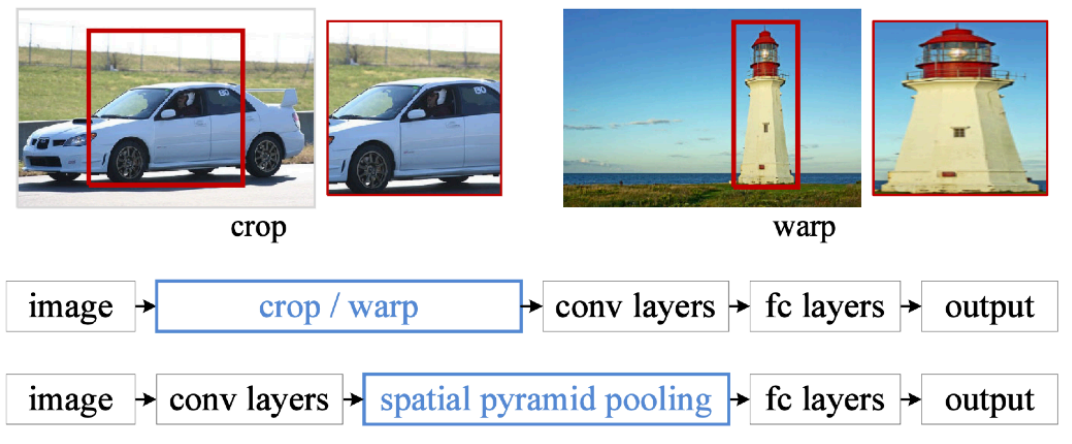 crop
warp
image crop / warp conv layers fc layers output
image conv layers spatial pyramid pooling fc layers output